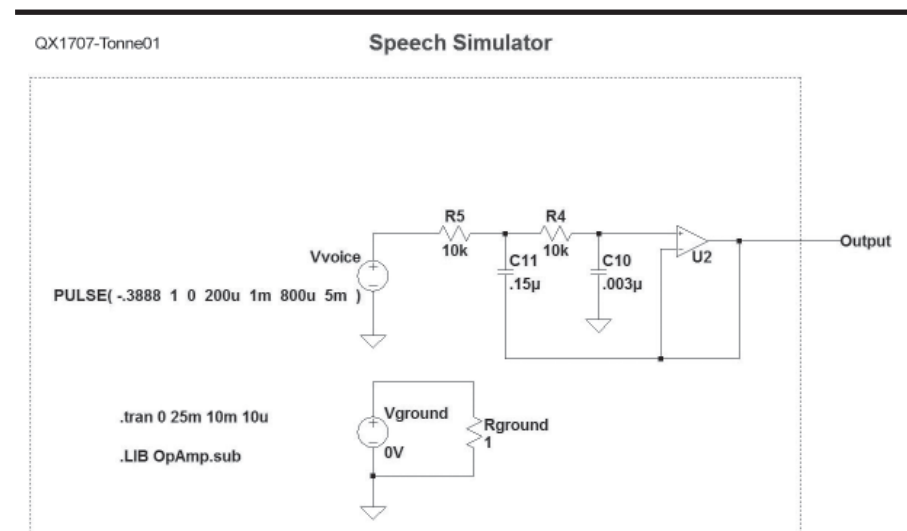 QX1707-Tonne01
Speech Simulator
R5
10k
R4
10k
Vvoice
C11
.15µ
C10
.003µ
U2
Output
PULSE( -.3888 1 0 200u 1m 800u 5m )
.tran 0 25m 10m 10u
.LIB OpAmp.sub
Vground
0V
Rground
1